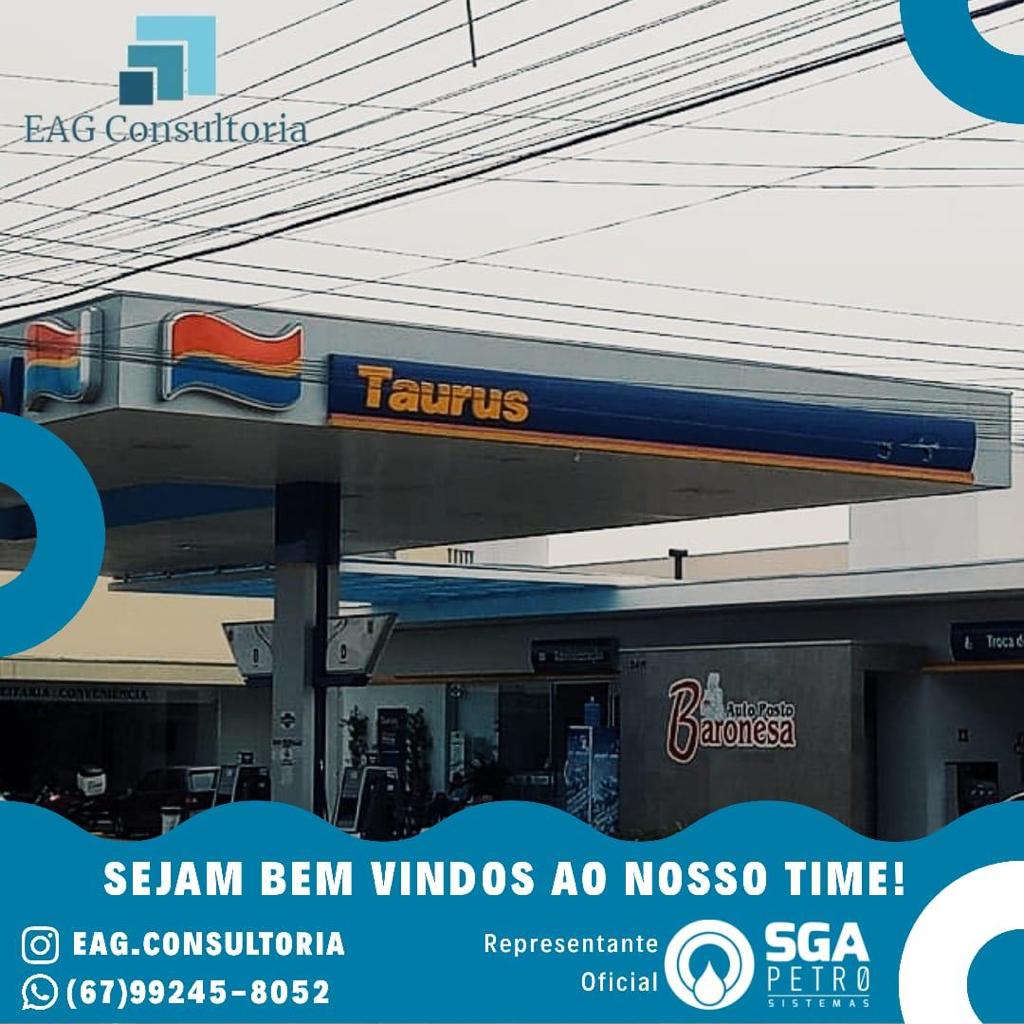 EAG Consultoria
Taurus
Troca d
CONVENIENCIA
Auto Posto
Baronesa
SEJAM BEM VINDOS AO NOSSO TIME!
EAG.CONSULTORIA
(67)99245-8052
Representante
Oficial
SGA
PETRO
SISTEMAS